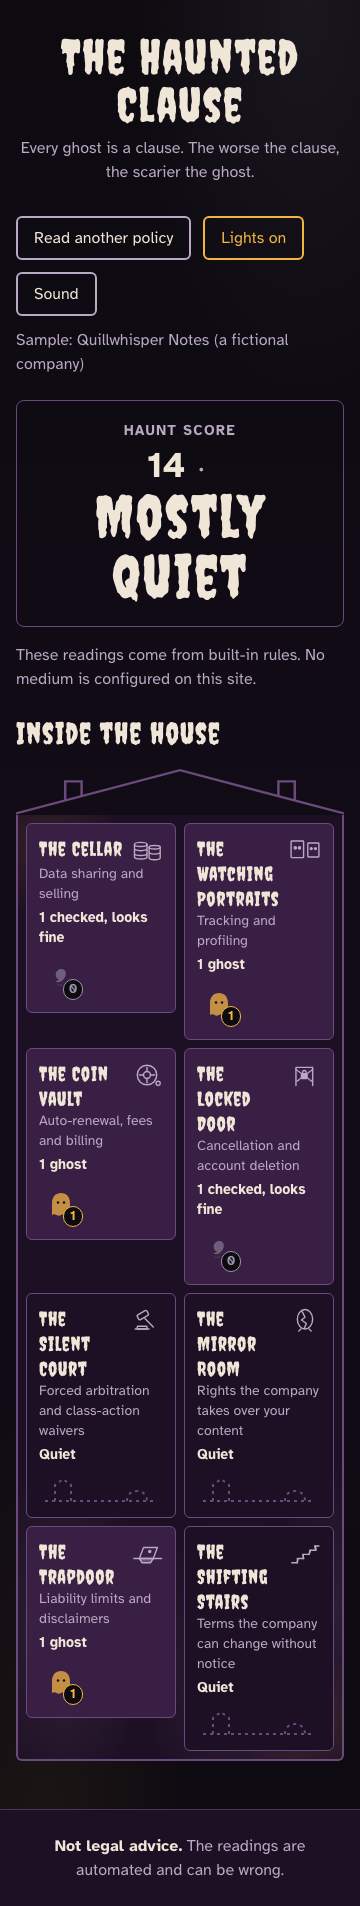 THE HAUNTED
CLAUSE
Every ghost is a clause. The worse the clause,
the scarier the ghost.
Read another policy
Lights on
Sound
Sample: Quillwhisper Notes (a fictional
company)
HAUNT SCORE
14 ·
MOSTLY
QUIET
These readings come from built-in rules. No
medium is configured on this site.
INSIDE THE HOUSE
THE CELLAR
Data sharing and
selling
1 checked, looks
fine
0
THE
WATCHING
PORTRAITS
Tracking and
profiling
1 ghost
1
THE COIN
VAULT
Auto-renewal, fees
and billing
1 ghost
1
THE
LOCKED
DOOR
Cancellation and
account deletion
1 checked, looks
fine
0
THE
SILENT
COURT
Forced arbitration
and class-action
waivers
Quiet
THE
MIRROR
ROOM
Rights the company
takes over your
content
Quiet
THE
TRAPDOOR
Liability limits and
disclaimers
1 ghost
1
THE
SHIFTING
STAIRS
Terms the company
can change without
notice
Quiet
Not legal advice. The readings are
automated and can be wrong.